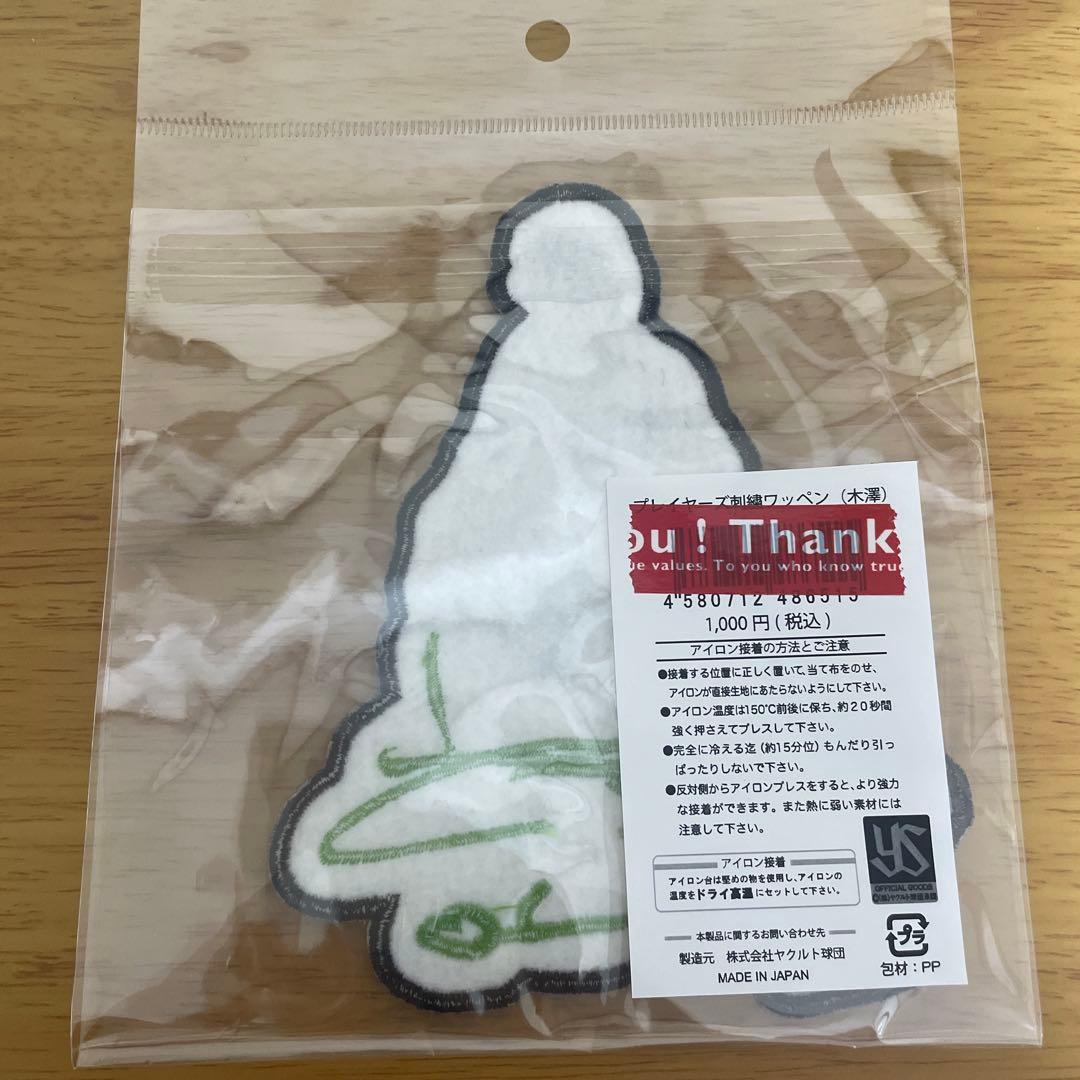 プレイヤーズ刺繍ワッペン（木澤）
ou! Thank
ue values. To you who know true
4"580712 486515
1,000円(税込)
アイロン接着の方法とご注意
●接着する位置に正しく置いて、当て布をのせ、
アイロンが直接生地にあたらないようにして下さい。
●アイロン温度は150℃前後に保ち、約20秒間
強く押さえてプレスして下さい。
●完全に冷える迄（約15分位）もんだり引っ
ぱったりしないで下さい。
●反対側からアイロンプレスをすると、より強力
な接着ができます。また熱に弱い素材には
注意して下さい。
アイロン接着
アイロン台は堅めの物を使用し、アイロンの
温度をドライ高温にセットして下さい。
YS
OFFICIAL GOODS
本製品に関するお問い合わせ先
製造元 株式会社ヤクルト球団
MADE IN JAPAN
プラ
包材：PP